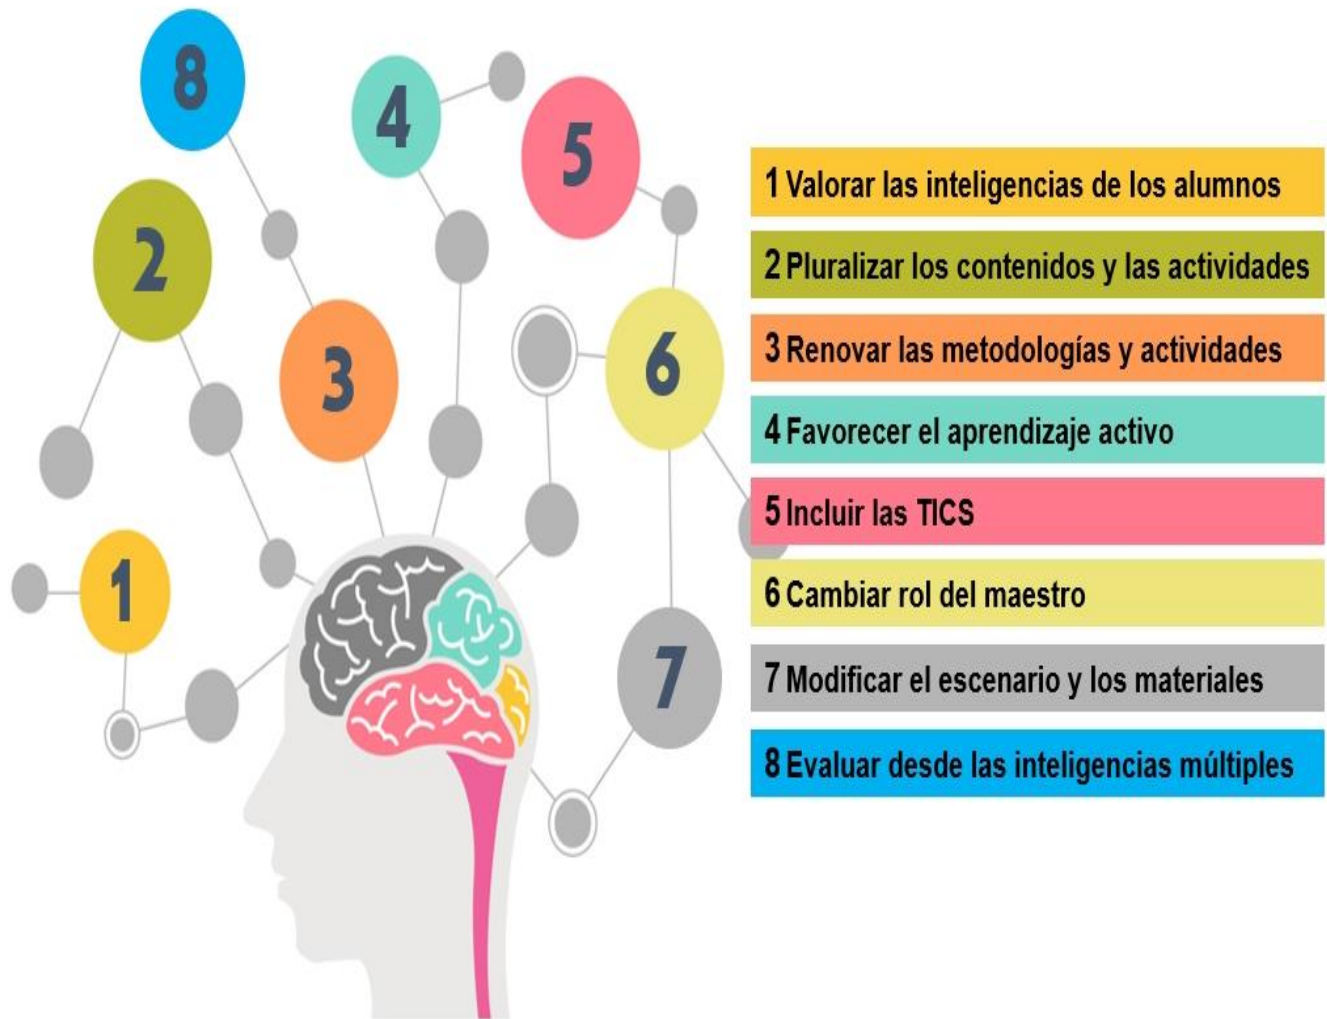 8
4
5
2
3
6
1
7
1 Valorar las inteligencias de los alumnos
2 Pluralizar los contenidos y las actividades
3 Renovar las metodologías y actividades
4 Favorecer el aprendizaje activo
5 Incluir las TICS
6 Cambiar rol del maestro
7 Modificar el escenario y los materiales
8 Evaluar desde las inteligencias múltiples